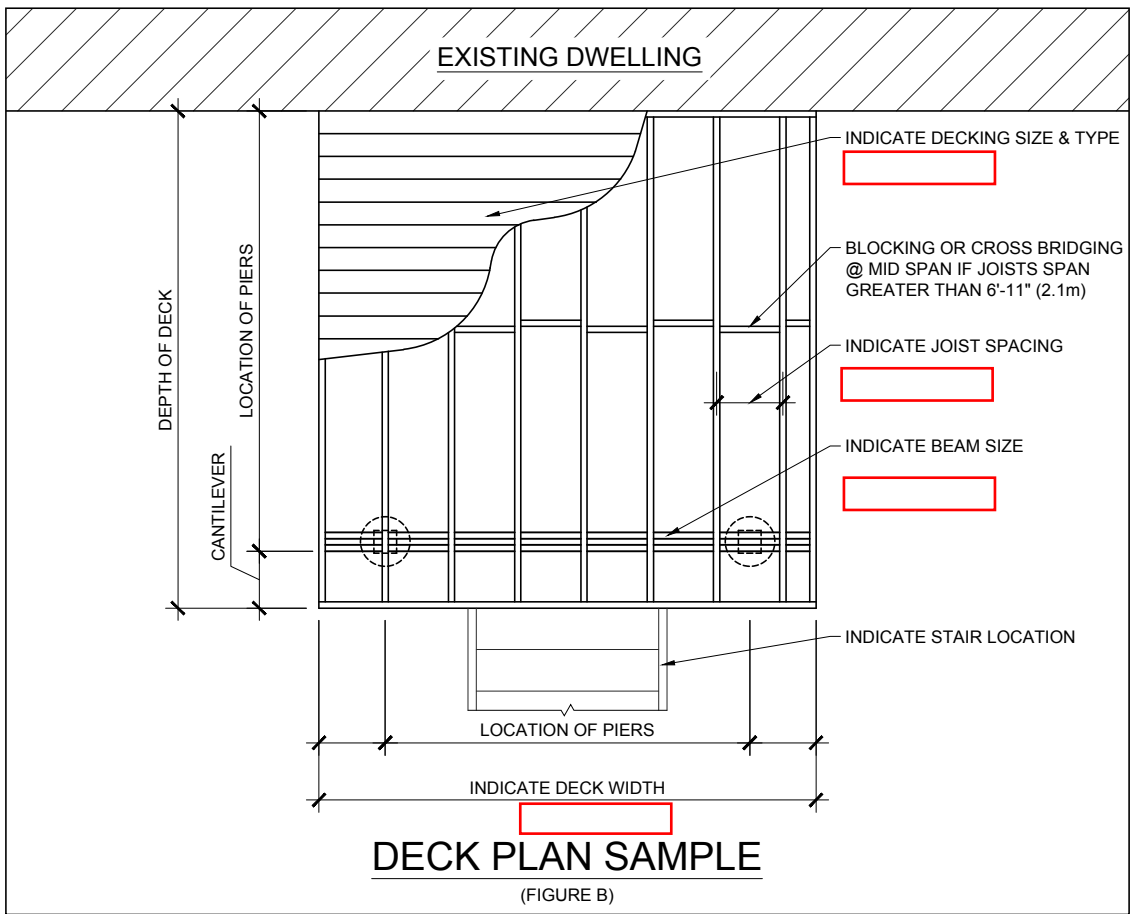 EXISTING DWELLING
INDICATE DECKING SIZE & TYPE
BLOCKING OR CROSS BRIDGING
@ MID SPAN IF JOISTS SPAN
GREATER THAN 6'-11" (2.1m)
INDICATE JOIST SPACING
INDICATE BEAM SIZE
INDICATE STAIR LOCATION
DEPTH OF DECK
LOCATION OF PIERS
CANTILEVER
LOCATION OF PIERS
INDICATE DECK WIDTH
DECK PLAN SAMPLE
(FIGURE B)